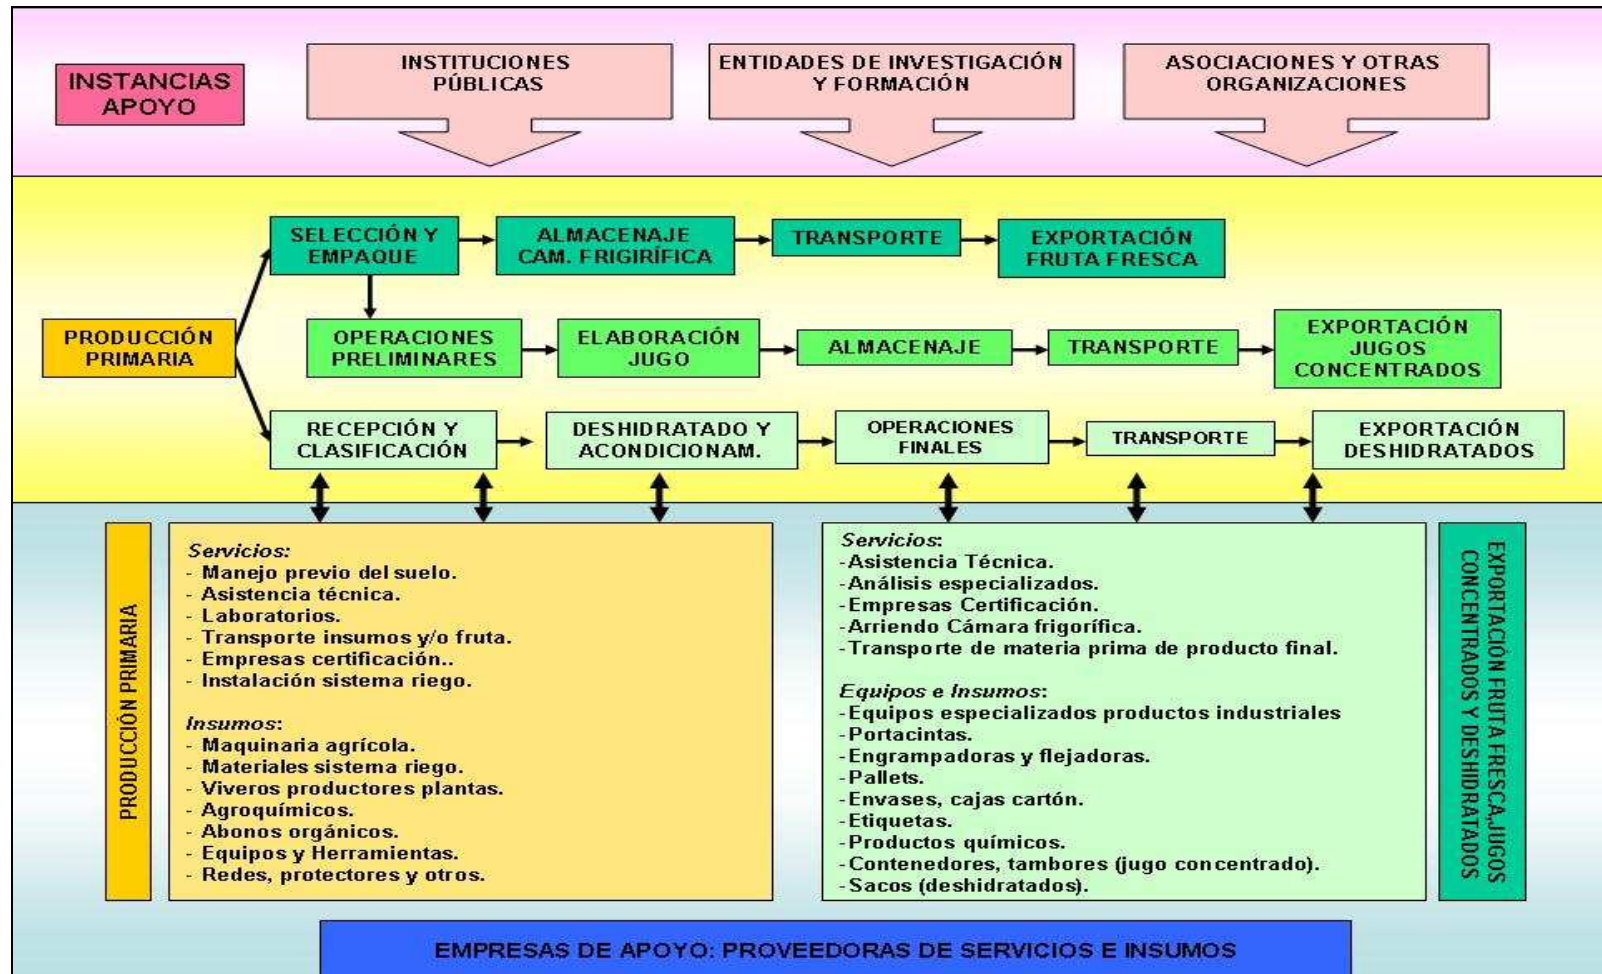 INSTANCIAS
APOYO
INSTITUCIONES
PÚBLICAS
ENTIDADES DE INVESTIGACIÓN
Y FORMACIÓN
ASOCIACIONES Y OTRAS
ORGANIZACIONES
SELECCIÓN Y
EMPAQUE
ALMACENAJE
CAM. FRIGIRÍFICA
TRANSPORTE
EXPORTACIÓN
FRUTA FRESCA
PRODUCCIÓN
PRIMARIA
OPERACIONES
PRELIMINARES
ELABORACIÓN
JUGO
ALMACENAJE
TRANSPORTE
EXPORTACIÓN
JUGOS
CONCENTRADOS
RECEPCIÓN Y
CLASIFICACIÓN
DESHIDRATADO Y
ACONDICIONAM.
OPERACIONES
FINALES
TRANSPORTE
EXPORTACIÓN
DESHIDRATADOS
PRODUCCIÓN PRIMARIA
Servicios:
- Manejo previo del suelo.
- Asistencia técnica.
- Laboratorios.
- Transporte insumos y/o fruta.
- Empresas certificación..
- Instalación sistema riego.
Insumos:
- Maquinaria agrícola.
- Materiales sistema riego.
- Viveros productores plantas.
- Agroquímicos.
- Abonos orgánicos.
- Equipos y Herramientas.
- Redes, protectores y otros.
Servicios:
-Asistencia Técnica.
-Análisis especializados.
-Empresas Certificación.
-Arriendo Cámara frigorífica.
-Transporte de materia prima de producto final.
Equipos e Insumos:
-Equipos especializados productos industriales
-Portacintas.
-Engrampadoras y flejadoras.
-Pallets.
-Envases, cajas cartón.
-Etiquetas.
-Productos químicos.
-Contenedores, tambores (jugo concentrado).
-Sacos (deshidratados).
EXPORTACIÓN FRUTA FRESCA,JUGOS
CONCENTRADOS Y DESHIDRATADOS
EMPRESAS DE APOYO: PROVEEDORAS DE SERVICIOS E INSUMOS